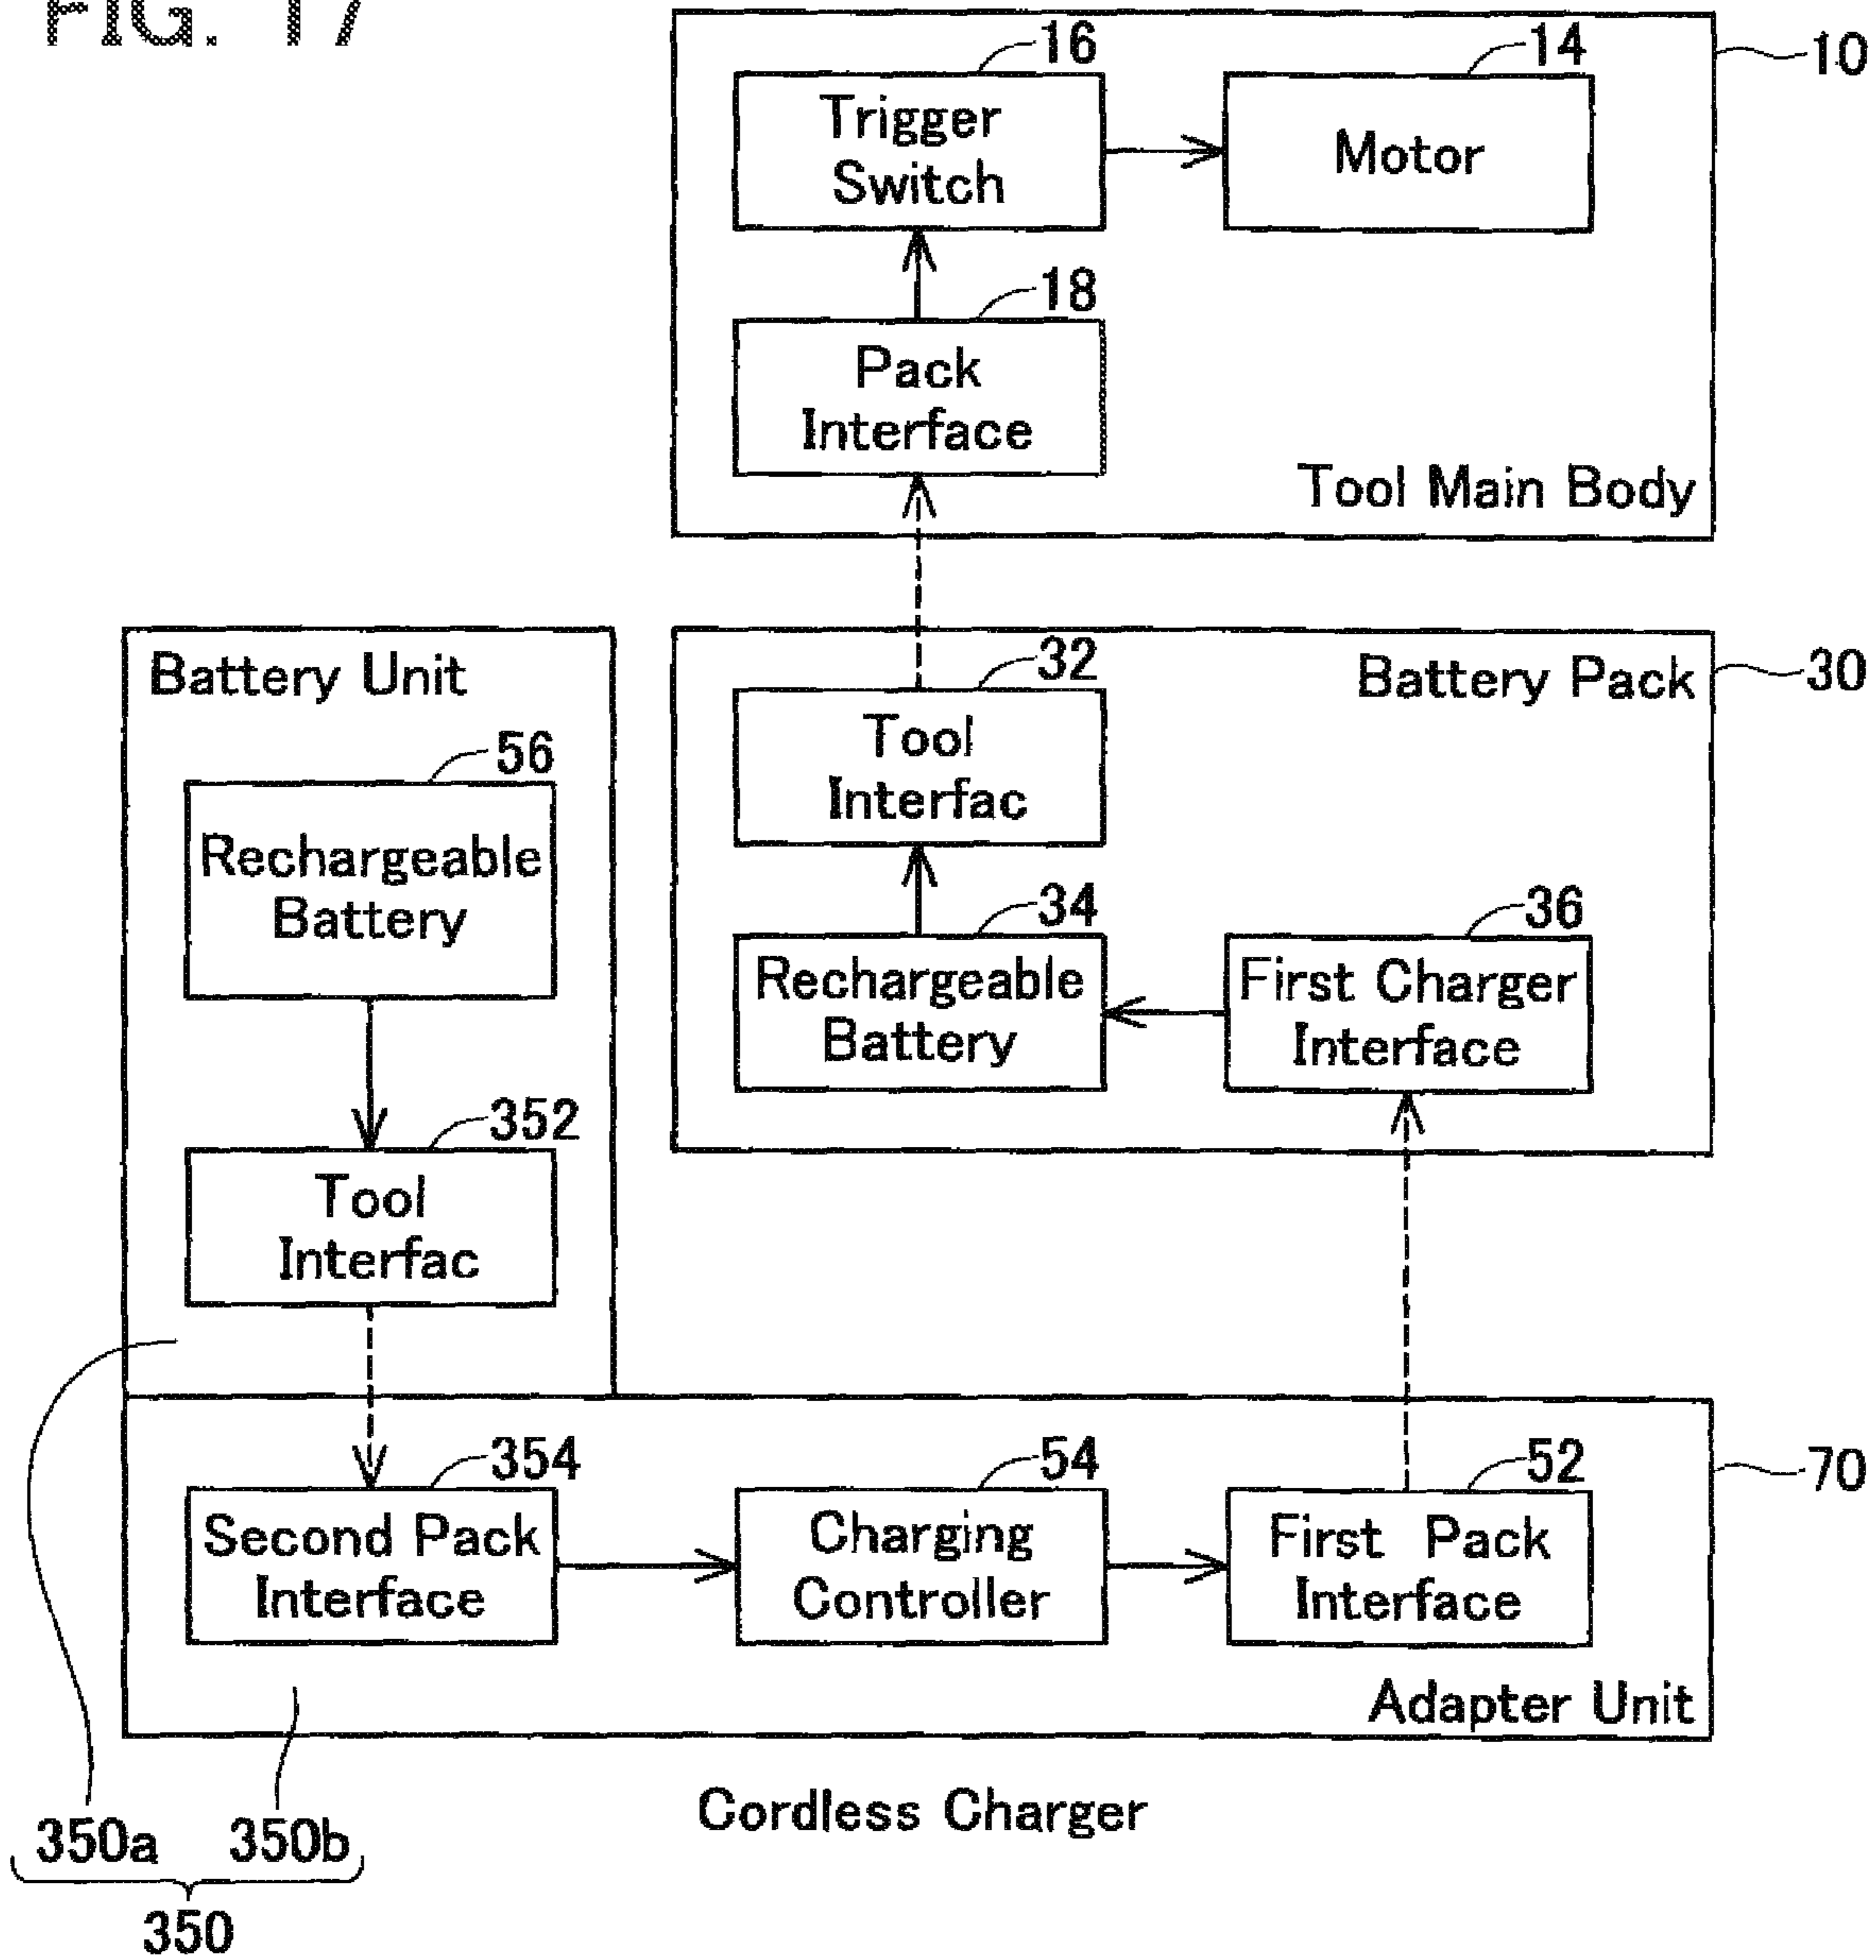 FIG. 17
16
14
10
Trigger
Switch
Motor
18
Pack
Interface
Tool Main Body
Battery Unit
32
Battery Pack
30
Tool
Interfac
56
Rechargeable
Battery
34
36
Rechargeable
Battery
First Charger
Interface
352
Tool
Interfac
354
54
52
70
Second Pack
Interface
Charging
Controller
First Pack
Interface
Adapter Unit
Cordless Charger
350a
350b
350